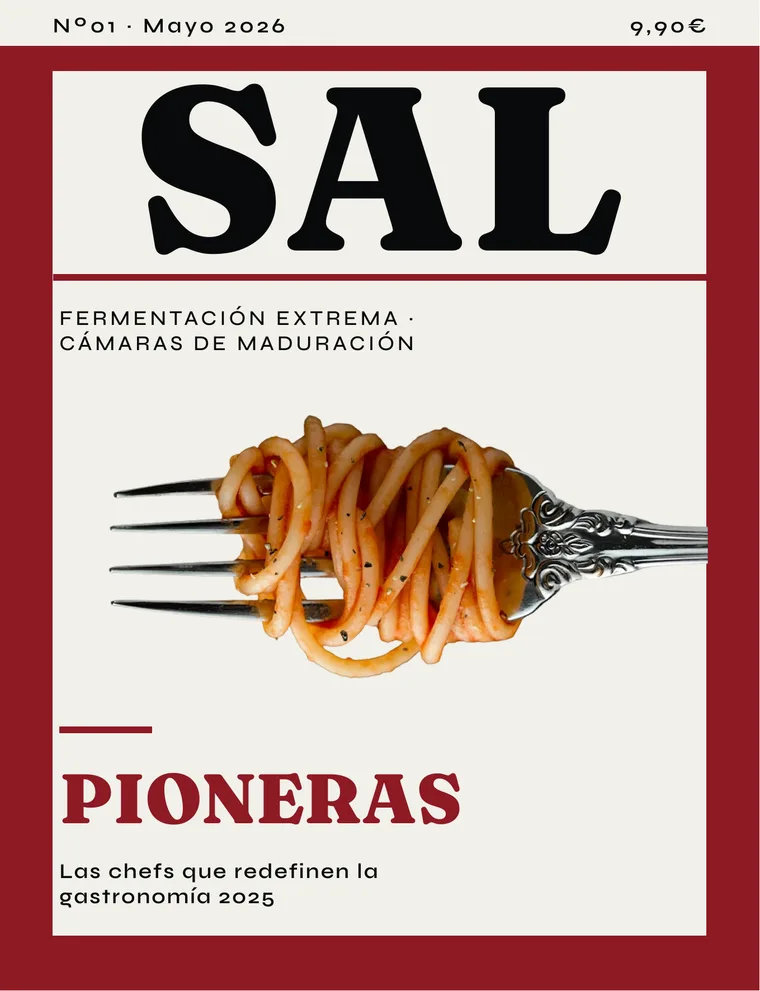 Nº01 · Mayo 2026
9,90€
SAL
FERMENTACIÓN EXTREMA ·
CÁMARAS DE MADURACIÓN
PIONERAS
Las chefs que redefinen la
gastronomía 2025